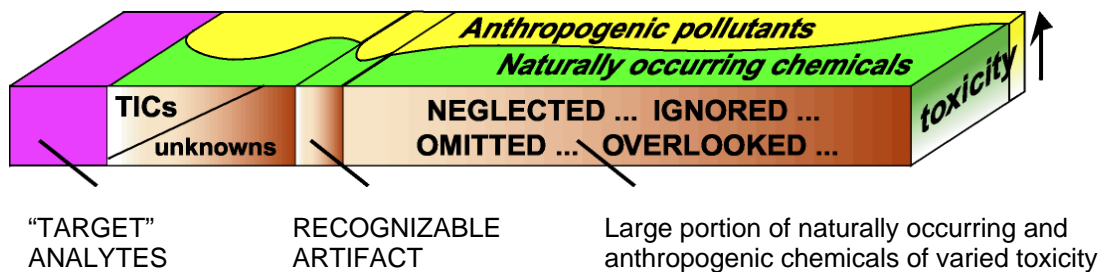 Anthropogenic pollutants
Naturally occurring chemicals
toxicity
TICs
unknowns
NEGLECTED ... IGNORED ...
OMITTED ... OVERLOOKED ...
“TARGET”
ANALYTES
RECOGNIZABLE
ARTIFACT
Large portion of naturally occurring and
anthropogenic chemicals of varied toxicity